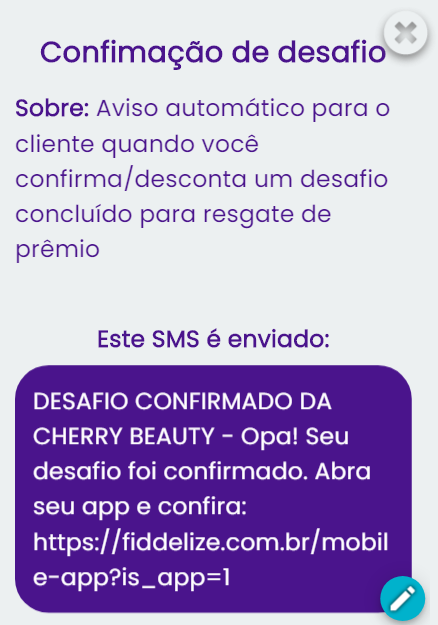 Confimação de desafio
Sobre: Aviso automático para o
cliente quando você
confirma/desconta um desafio
concluído para resgate de
prêmio
Este SMS é enviado:
DESAFIO CONFIRMADO DA
CHERRY BEAUTY - Opa! Seu
desafio foi confirmado. Abra
seu app e confira:
https://fiddelize.com.br/mobil
e-app?is_app=1